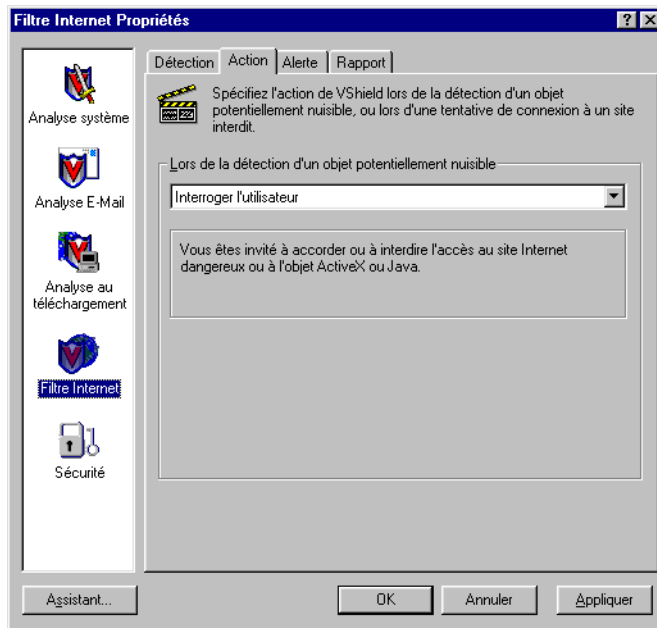 Filtre Internet Propriétés
Analyse système
Analyse E-Mail
Analyse au
téléchargement
Filtre Internet
Sécurité
Détection
Action
Alerte
Rapport
Spécifiez l'action de VShield lors de la détection d'un objet
potentiellement nuisible, ou lors d'une tentative de connexion à un site
interdit.
Lors de la détection d'un objet potentiellement nuisible
Interroger l'utilisateur
Vous êtes invité à accorder ou à interdire l'accès au site Internet
dangereux ou à l'objet ActiveX ou Java.
Assistant...
OK
Annuler
Appliquer